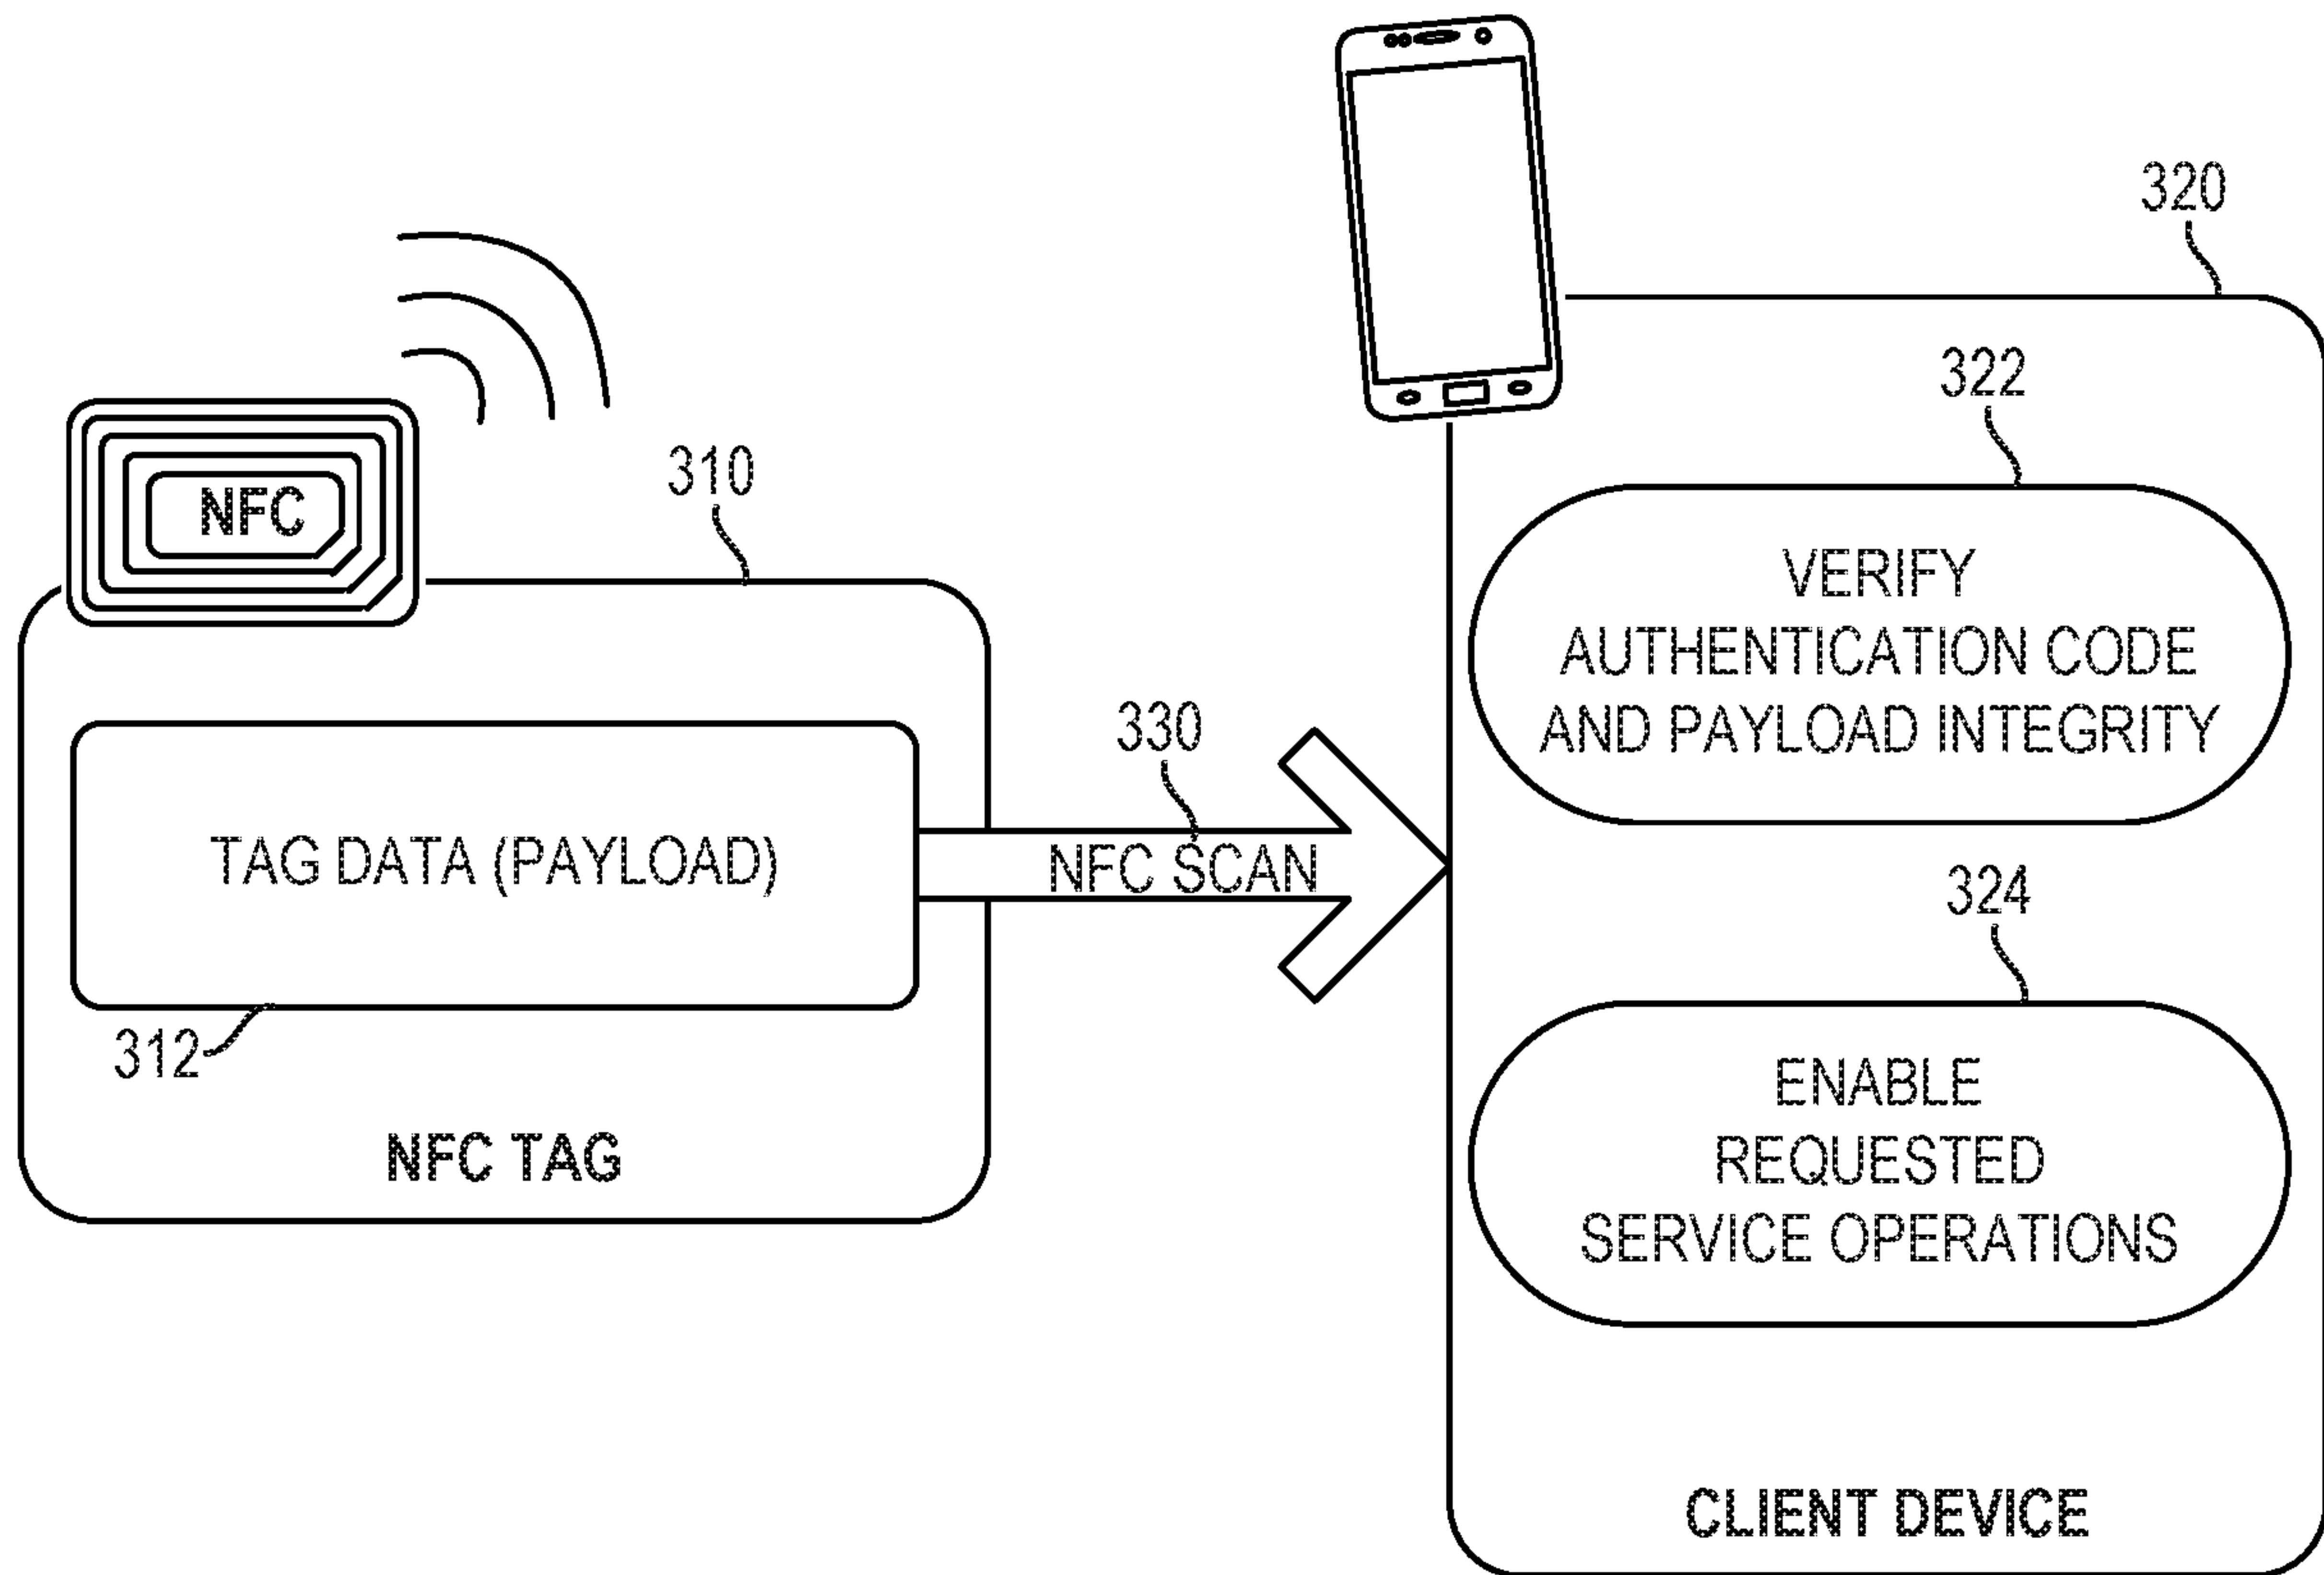 320
322
310
NFC
VERIFY
AUTHENTICATION CODE
AND PAYLOAD INTEGRITY
330
TAG DATA (PAYLOAD)
NFC SCAN
324
312
ENABLE
REQUESTED
SERVICE OPERATIONS
NFC TAG
CLIENT DEVICE